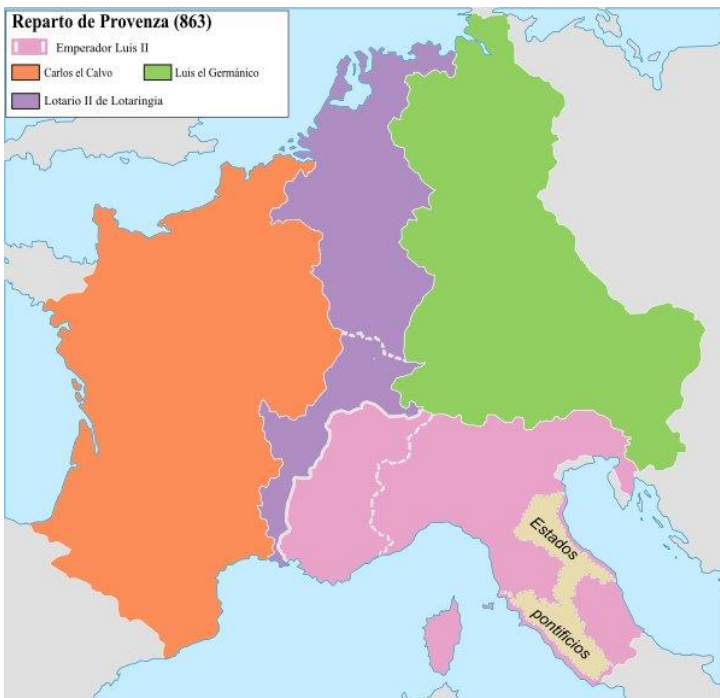 Reparto de Provenza (863)
Emperador Luis II
Carlos el Calvo
Luis el Germánico
Lotario II de Lotaringia
Estados
pontificios